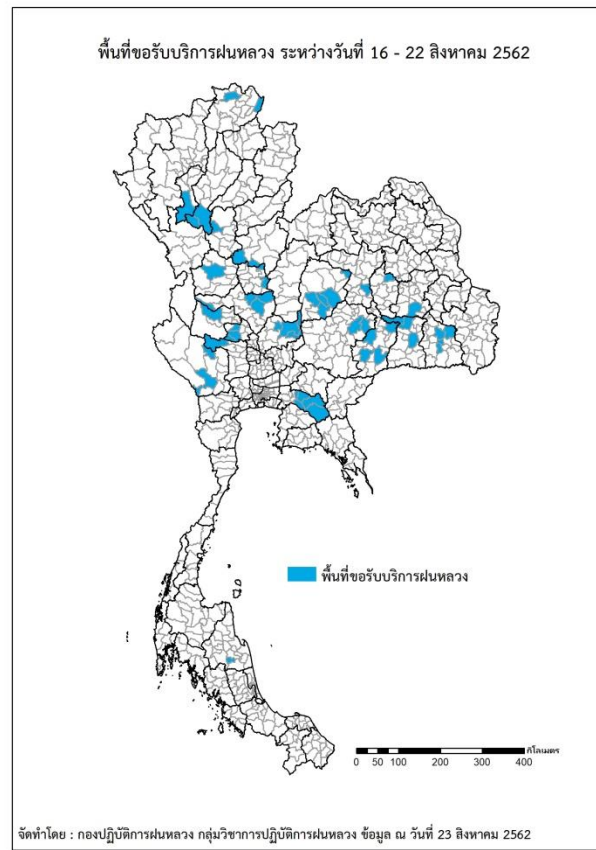 พื้นที่ขอรับบริการฝนหลวง ระหว่างวันที่ 16 - 22 สิงหาคม 2562
พื้นที่ขอรับบริการฝนหลวง
กิโลเมตร
0 50 100 200 300 400
จัดทำโดย : กองปฏิบัติการฝนหลวง กลุ่มวิชาการปฏิบัติการฝนหลวง ข้อมูล ณ วันที่ 23 สิงหาคม 2562